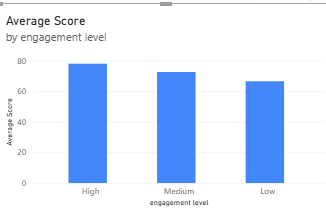 Average Score
by engagement level
80
60
40
20
0
Average Score
High Medium Low
engagement level